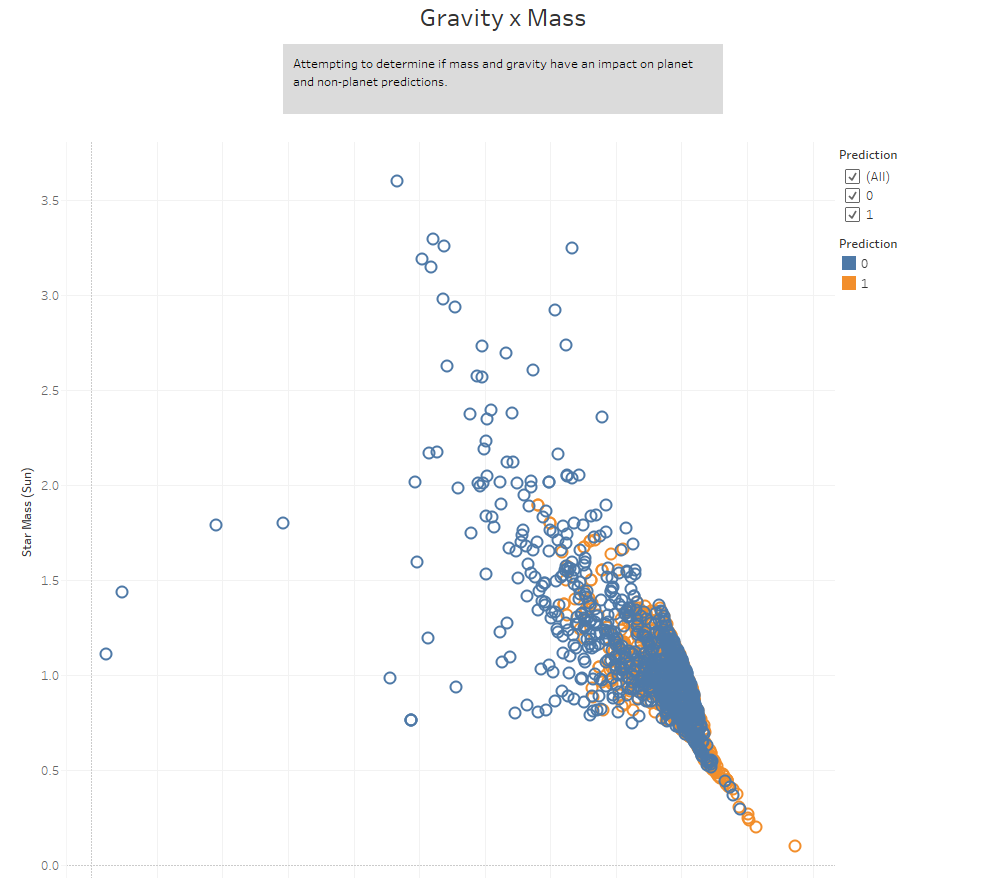 Gravity x Mass
Attempting to determine if mass and gravity have an impact on planet
and non-planet predictions.
Prediction
(All)
0
1
Prediction
0
1
Star Mass (Sun)
3.5
3.0
2.5
2.0
1.5
1.0
0.5
0.0